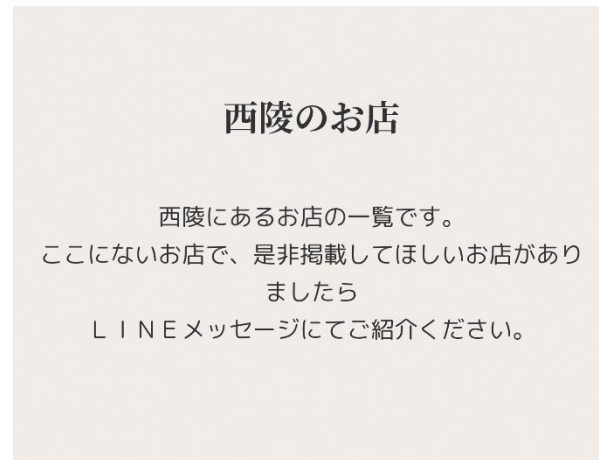 西陵のお店
西陵にあるお店の一覧です。
ここにないお店で、是非掲載してほしいお店があり
ましたら
ＬＩＮＥメッセージにてご紹介ください。